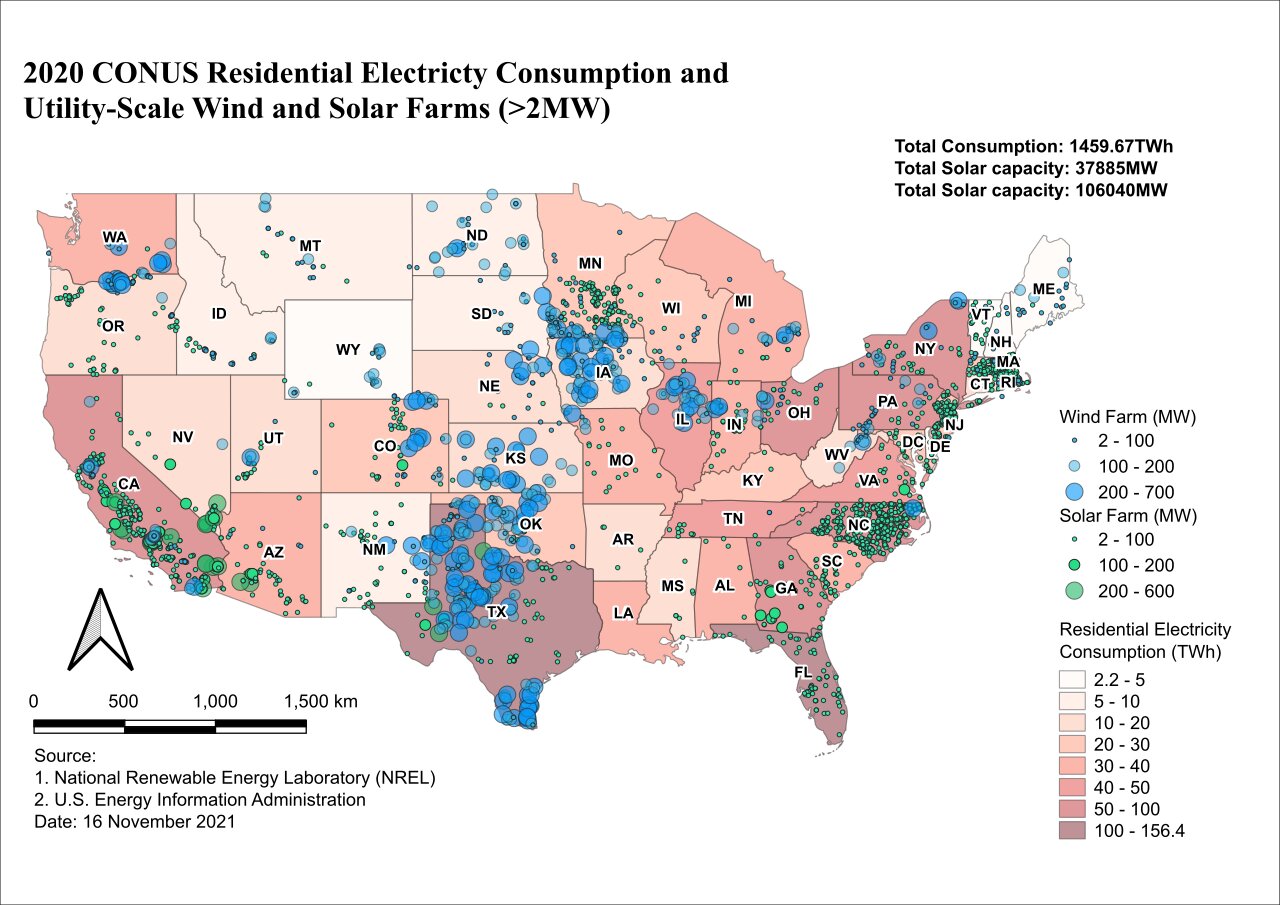 2020 CONUS Residential Electricty Consumption and
Utility-Scale Wind and Solar Farms (>2MW)
Total Consumption: 1459.67TWh
Total Solar capacity: 37885MW
Total Solar capacity: 106040MW
WA
MT
ND
MN
OR
ID
SD
WI
MI
ME
VT
NH
WY
NY
MA
NE
IA
CT
RI
PA
NV
UT
CO
IL
IN
OH
NJ
KS
MO
WV
DC
DE
CA
KY
VA
AZ
NM
OK
AR
TN
NC
SC
TX
LA
MS
AL
GA
FL
Wind Farm (MW)
2 - 100
100 - 200
200 - 700
Solar Farm (MW)
2 - 100
100 - 200
200 - 600
Residential Electricity
Consumption (TWh)
2.2 - 5
5 - 10
10 - 20
20 - 30
30 - 40
40 - 50
50 - 100
100 - 156.4
0 500 1,000 1,500 km
Source:
1. National Renewable Energy Laboratory (NREL)
2. U.S. Energy Information Administration
Date: 16 November 2021